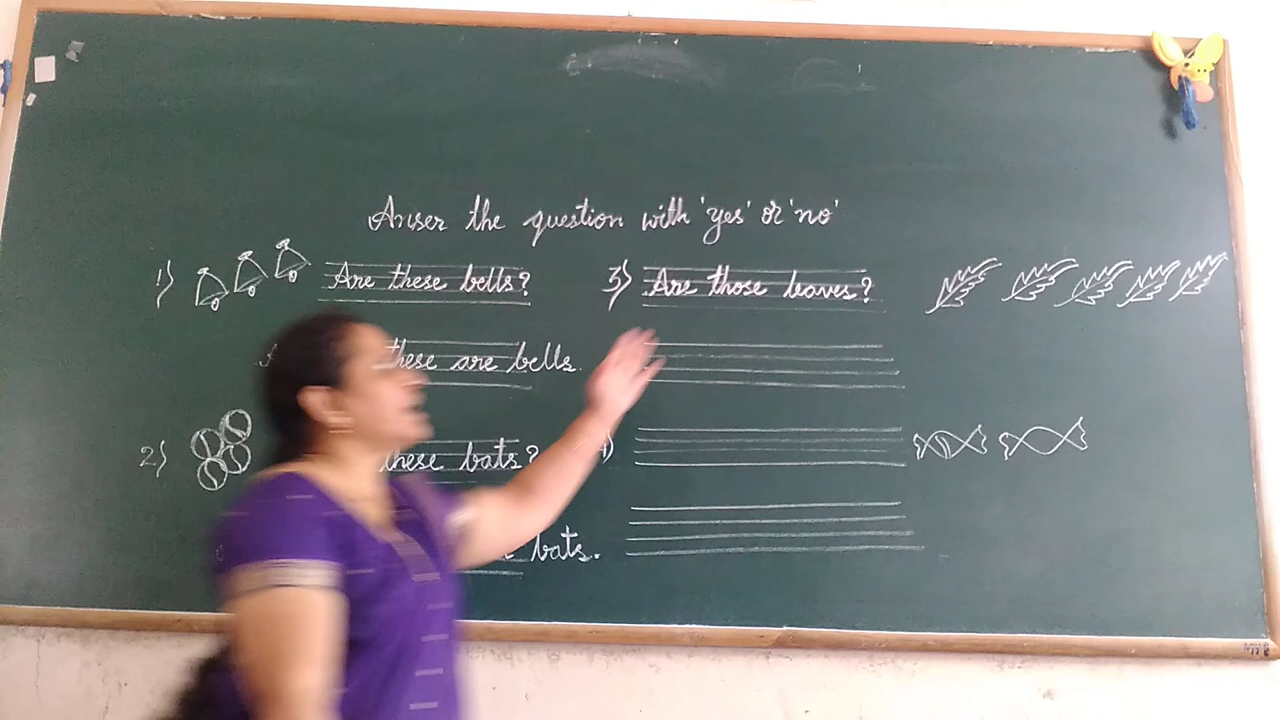 Anser the question with 'yes' or 'no'
1) Are these bells?
these are bells.
2) these bats?
bats.
3) Are those leaves?
4)